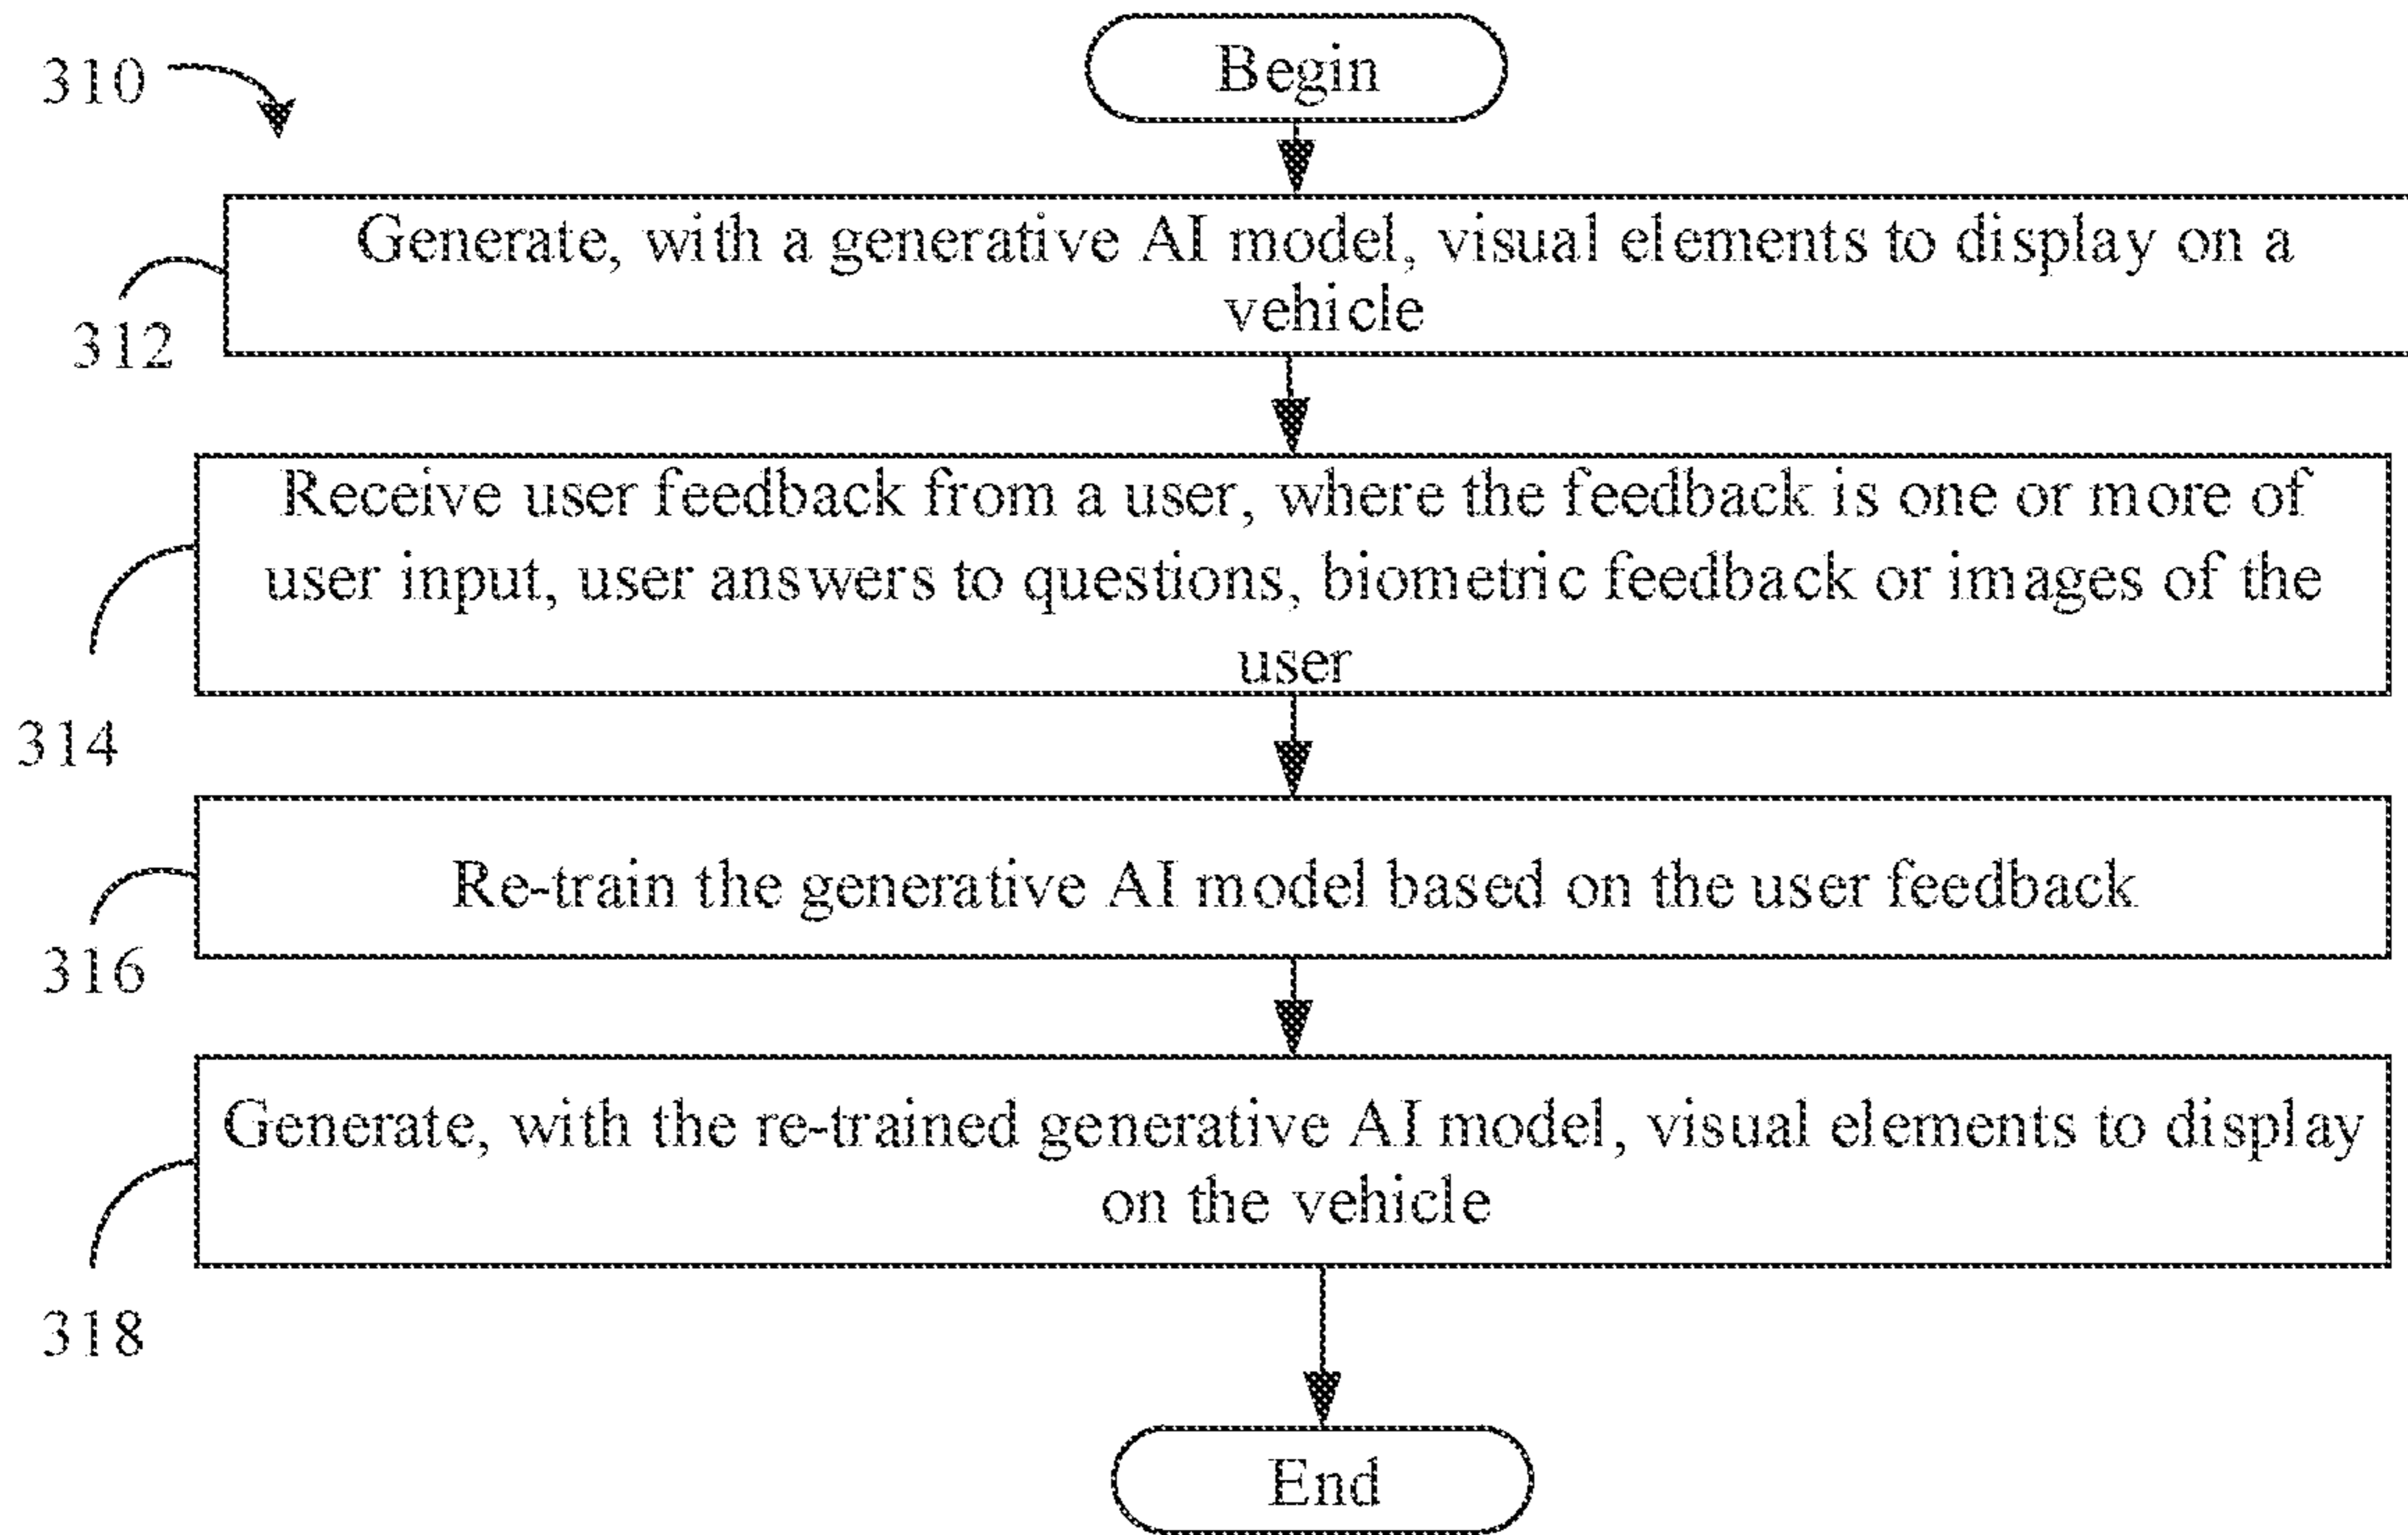 310
Begin
Generate, with a generative AI model, visual elements to display on a
vehicle
312
Receive user feedback from a user, where the feedback is one or more of
user input, user answers to questions, biometric feedback or images of the
user
314
Re-train the generative AI model based on the user feedback
316
Generate, with the re-trained generative AI model, visual elements to display
on the vehicle
318
End